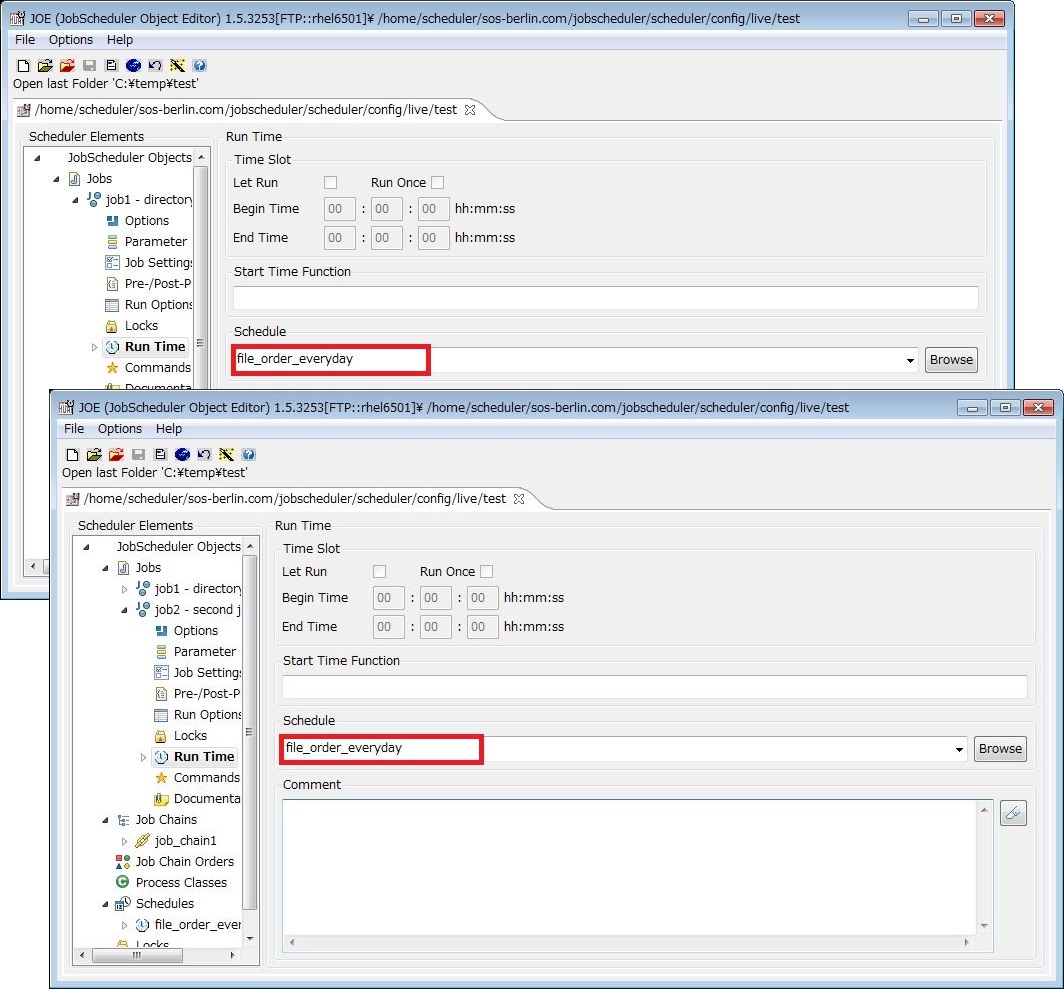 JOE (JobScheduler Object Editor) 1.5.3253[FTP::rhel6501]¥ /home/scheduler/sos-berlin.com/jobscheduler/scheduler/config/live/test
File Options Help
Open last Folder 'C:¥temp¥test'
/home/scheduler/sos-berlin.com/jobscheduler/scheduler/config/live/test
Scheduler Elements
JobScheduler Objects
Jobs
job1 - directory
Options
Parameter
Job Settings
Pre-/Post-P
Run Options
Locks
Run Time
Commands
Documenta
Run Time
Time Slot
Let Run Run Once
Begin Time 00 : 00 : 00 hh:mm:ss
End Time 00 : 00 : 00 hh:mm:ss
Start Time Function
Schedule
file_order_everyday Browse
JOE (JobScheduler Object Editor) 1.5.3253[FTP::rhel6501]¥ /home/scheduler/sos-berlin.com/jobscheduler/scheduler/config/live/test
File Options Help
Open last Folder 'C:¥temp¥test'
/home/scheduler/sos-berlin.com/jobscheduler/scheduler/config/live/test
Scheduler Elements
JobScheduler Objects
Jobs
job1 - directory
job2 - second j
Options
Parameter
Job Settings
Pre-/Post-P
Run Options
Locks
Run Time
Commands
Documenta
Job Chains
job_chain1
Job Chain Orders
Process Classes
Schedules
file_order_ever
Locks
Run Time
Time Slot
Let Run Run Once
Begin Time 00 : 00 : 00 hh:mm:ss
End Time 00 : 00 : 00 hh:mm:ss
Start Time Function
Schedule
file_order_everyday Browse
Comment